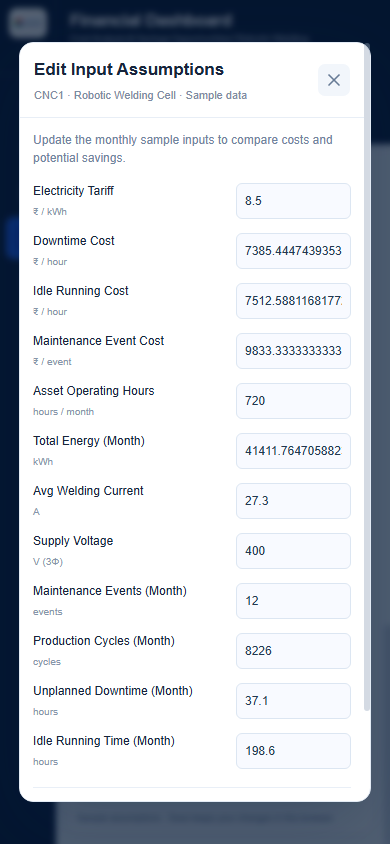 Financial Dashboard
Edit Input Assumptions
CNC1 · Robotic Welding Cell · Sample data
Update the monthly sample inputs to compare costs and
potential savings.
Electricity Tariff
₹ / kWh
8.5
Downtime Cost
₹ / hour
7385.4447439353
Idle Running Cost
₹ / hour
7512.5881168177
Maintenance Event Cost
₹ / event
9833.3333333333
Asset Operating Hours
hours / month
720
Total Energy (Month)
kWh
41411.764705882
Avg Welding Current
A
27.3
Supply Voltage
V (3Φ)
400
Maintenance Events (Month)
events
12
Production Cycles (Month)
cycles
8226
Unplanned Downtime (Month)
hours
37.1
Idle Running Time (Month)
hours
198.6